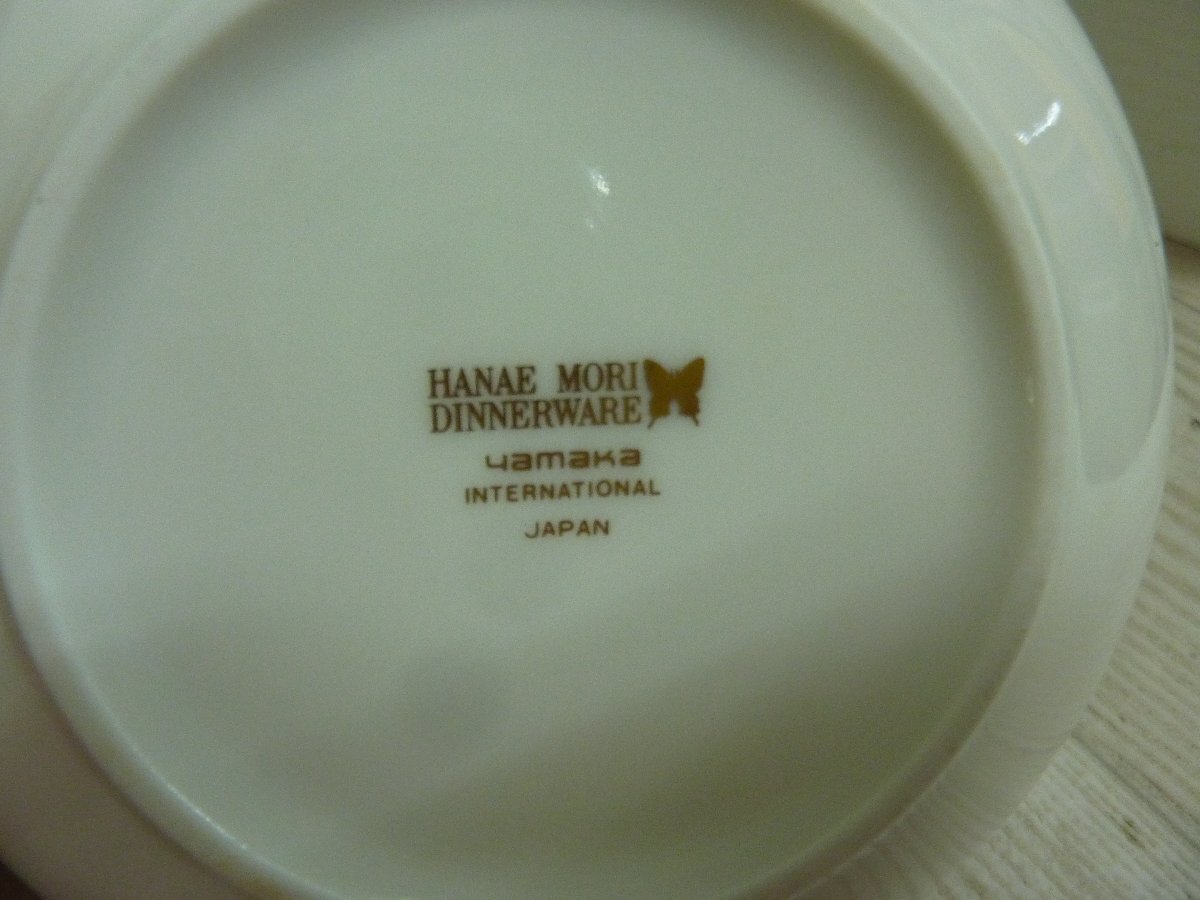 HANAE MORI
DINNERWARE
yamaka
INTERNATIONAL
JAPAN